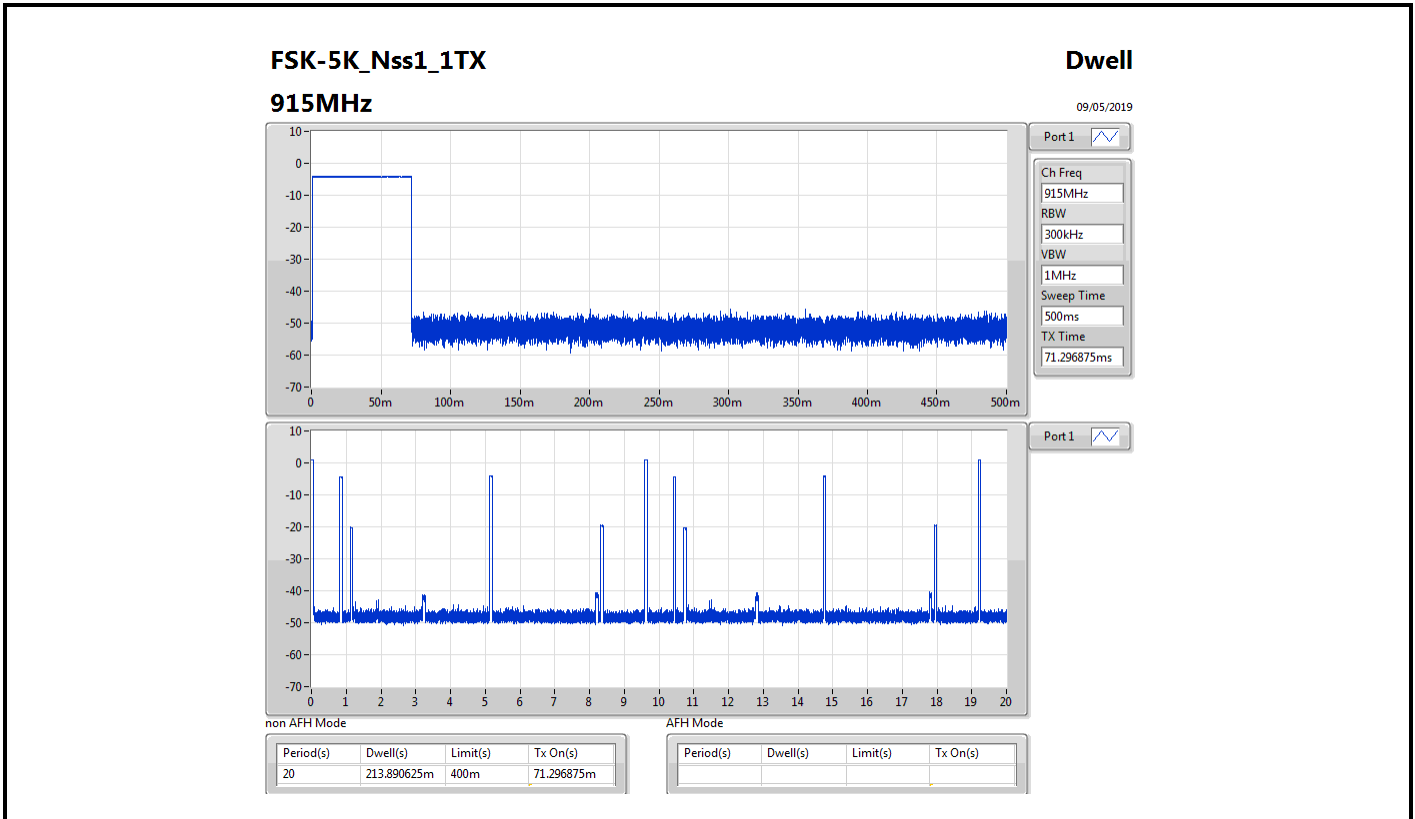 FSK-5K_Nss1_1TX Dwell
915MHz 09/05/2019
Port 1
10
0
-10
-20
-30
-40
-50
-60
-70
0 50m 100m 150m 200m 250m 300m 350m 400m 450m 500m
Ch Freq
915MHz
RBW
300kHz
VBW
1MHz
Sweep Time
500ms
TX Time
71.296875ms
Port 1
10
0
-10
-20
-30
-40
-50
-60
-70
0 1 2 3 4 5 6 7 8 9 10 11 12 13 14 15 16 17 18 19 20
non AFH Mode
Period(s) Dwell(s) Limit(s) Tx On(s)
20 213.890625m 400m 71.296875m
AFH Mode
Period(s) Dwell(s) Limit(s) Tx On(s)